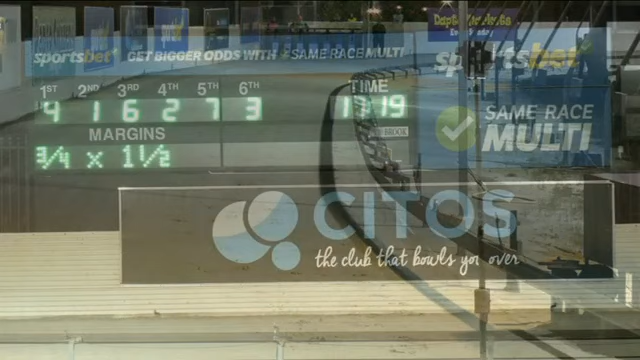 sportsbet
GET BIGGER ODDS WITH SAME RACE MULTI
sportsbet
1ST 2ND 3RD 4TH 5TH 6TH TIME
4 1 6 2 7 3 17:19
MARGINS
3/4 x 1 1/2
BROOK
SAME RACE
MULTI
CITOS
the club that bowls you over